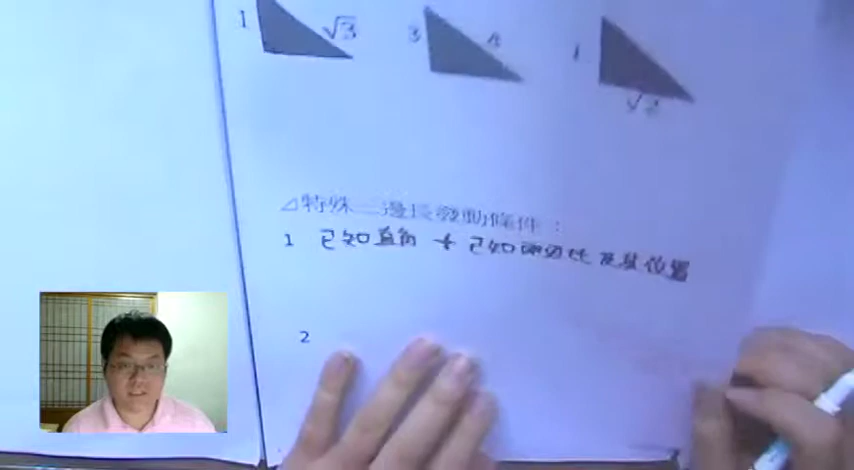 1 √3 3 4 1 √2
⊿特殊三邊長發動條件：
1 已知直角 + 已知兩邊比及其位置
2